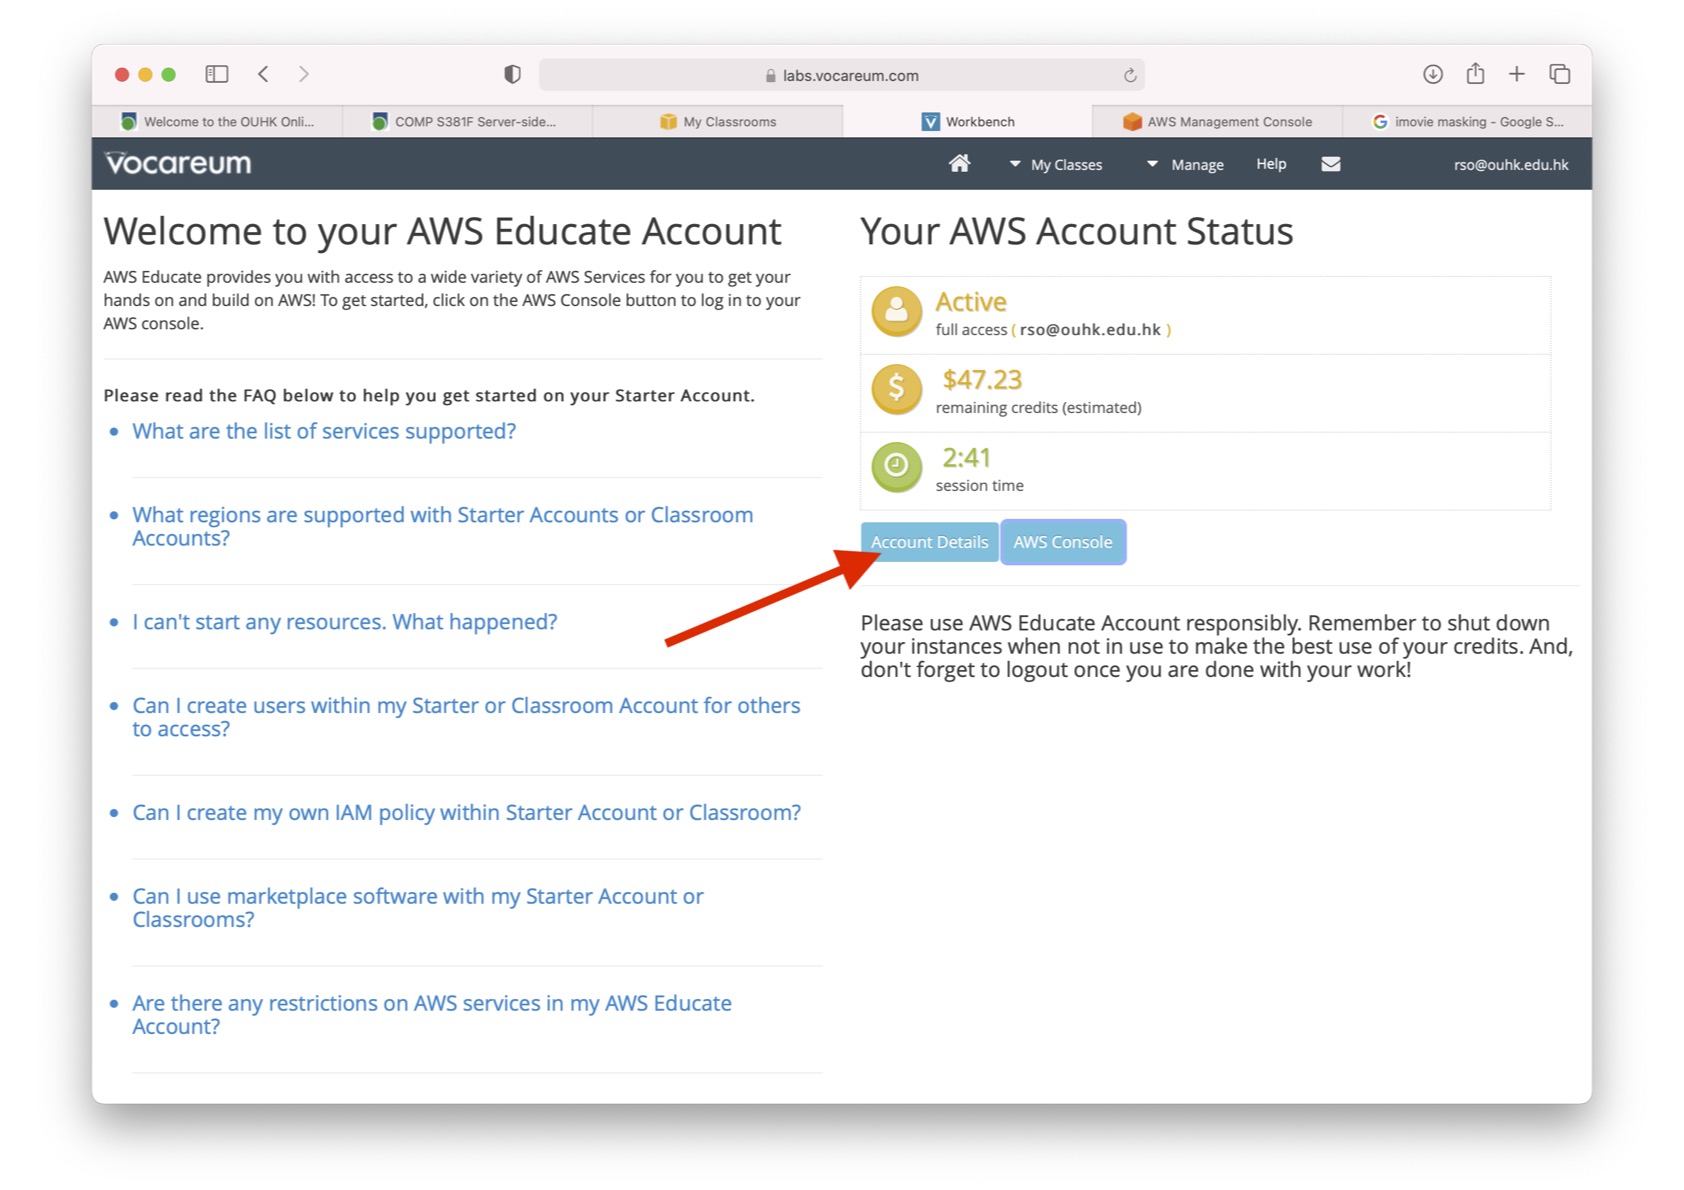 labs.vocareum.com
Welcome to the OUHK Onli...
COMP S381F Server-side...
My Classrooms
Workbench
AWS Management Console
imovie masking - Google S...
vocareum
My Classes
Manage
Help
rso@ouhk.edu.hk
Welcome to your AWS Educate Account
AWS Educate provides you with access to a wide variety of AWS Services for you to get your
hands on and build on AWS! To get started, click on the AWS Console button to log in to your
AWS console.
Please read the FAQ below to help you get started on your Starter Account.
What are the list of services supported?
What regions are supported with Starter Accounts or Classroom
Accounts?
I can't start any resources. What happened?
Can I create users within my Starter or Classroom Account for others
to access?
Can I create my own IAM policy within Starter Account or Classroom?
Can I use marketplace software with my Starter Account or
Classrooms?
Are there any restrictions on AWS services in my AWS Educate
Account?
Your AWS Account Status
Active
full access ( rso@ouhk.edu.hk )
$47.23
remaining credits (estimated)
2:41
session time
Account Details
AWS Console
Please use AWS Educate Account responsibly. Remember to shut down
your instances when not in use to make the best use of your credits. And,
don't forget to logout once you are done with your work!